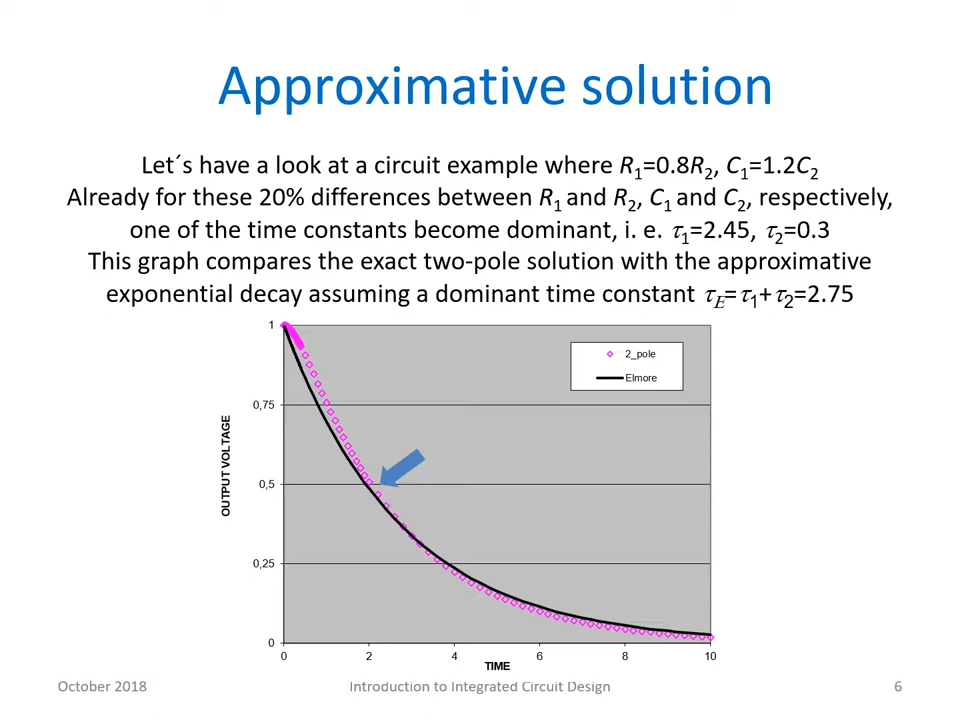 Approximative solution
Let´s have a look at a circuit example where R1=0.8R2, C1=1.2C2
Already for these 20% differences between R1 and R2, C1 and C2, respectively,
one of the time constants become dominant, i. e. τ1=2.45, τ2=0.3
This graph compares the exact two-pole solution with the approximative
exponential decay assuming a dominant time constant τE=τ1+τ2=2.75
1
0,75
0,5
0,25
0
OUTPUT VOLTAGE
2_pole
Elmore
0 2 4 6 8 10
TIME
October 2018 Introduction to Integrated Circuit Design 6